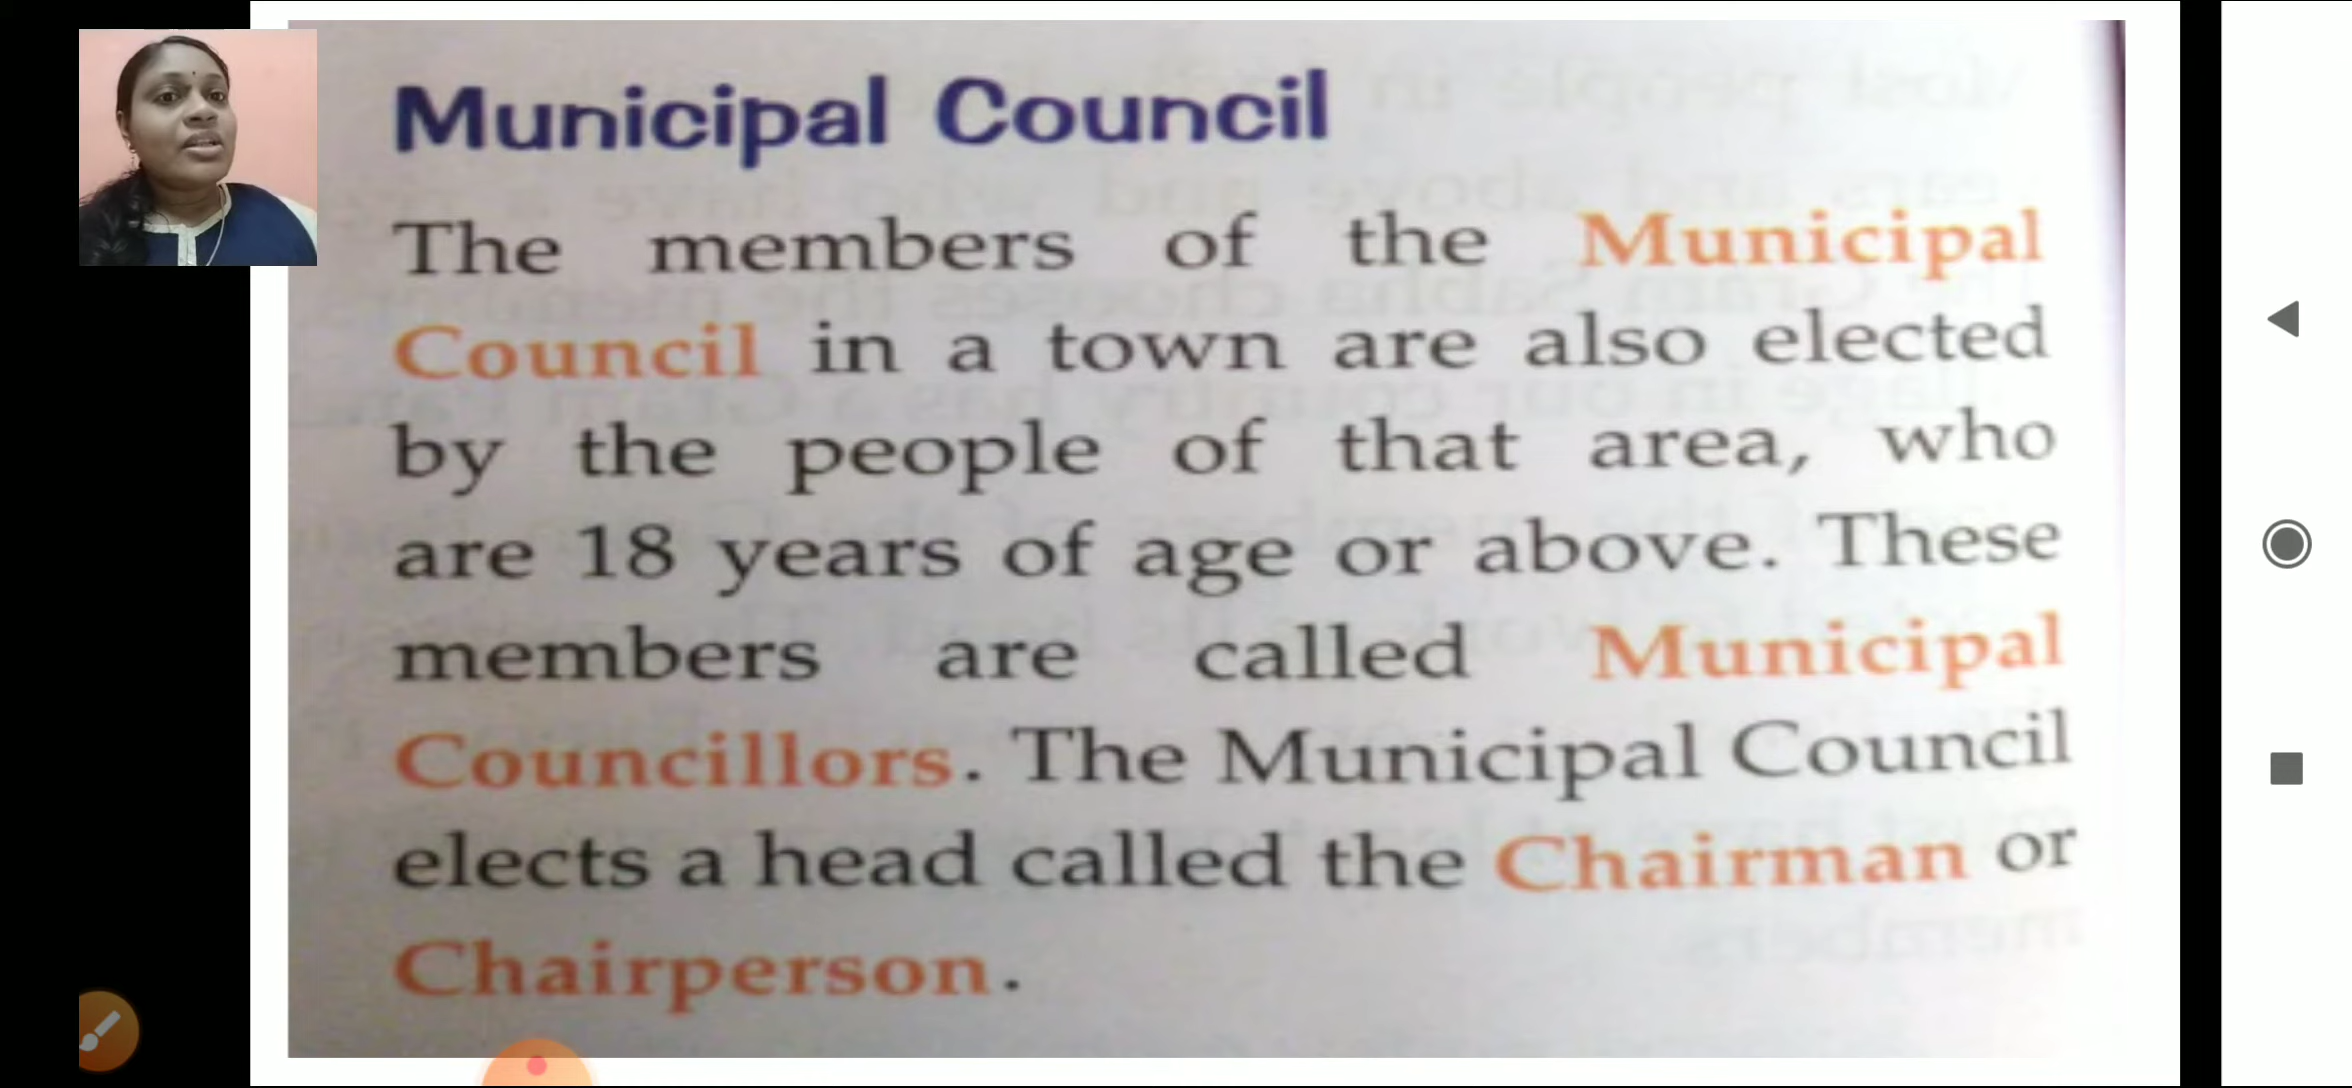 Municipal Council
The members of the Municipal
Council in a town are also elected
by the people of that area, who
are 18 years of age or above. These
members are called Municipal
Councillors. The Municipal Council
elects a head called the Chairman or
Chairperson.